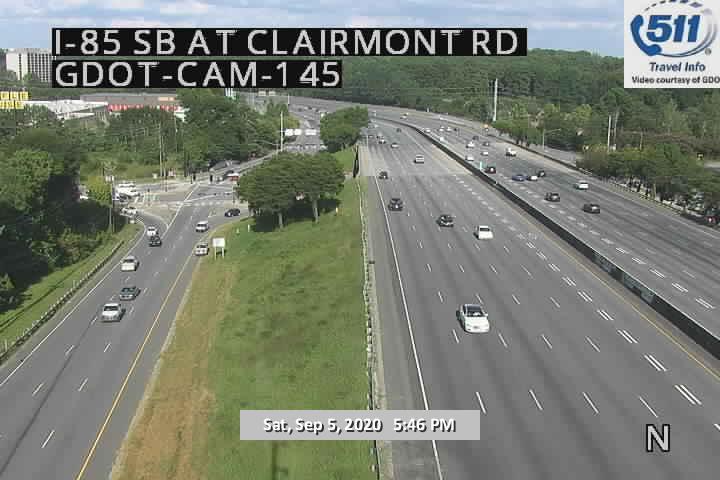 I-85 SB AT CLAIRMONT RD
GDOT-CAM-145
511
Travel Info
Video courtesy of GDO
Sat, Sep 5, 2020 5:46 PM
N